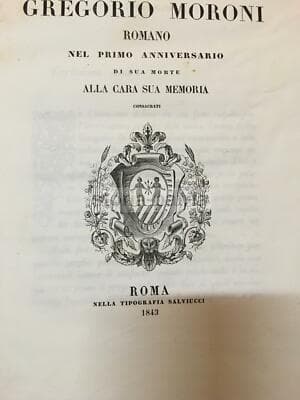 GREGORIO MORONI
ROMANO
NEL PRIMO ANNIVERSARIO
DI SUA MORTE
ALLA CARA SUA MEMORIA
CONSACRATI
ROMA
NELLA TIPOGRAFIA SALVIUCCI
1843